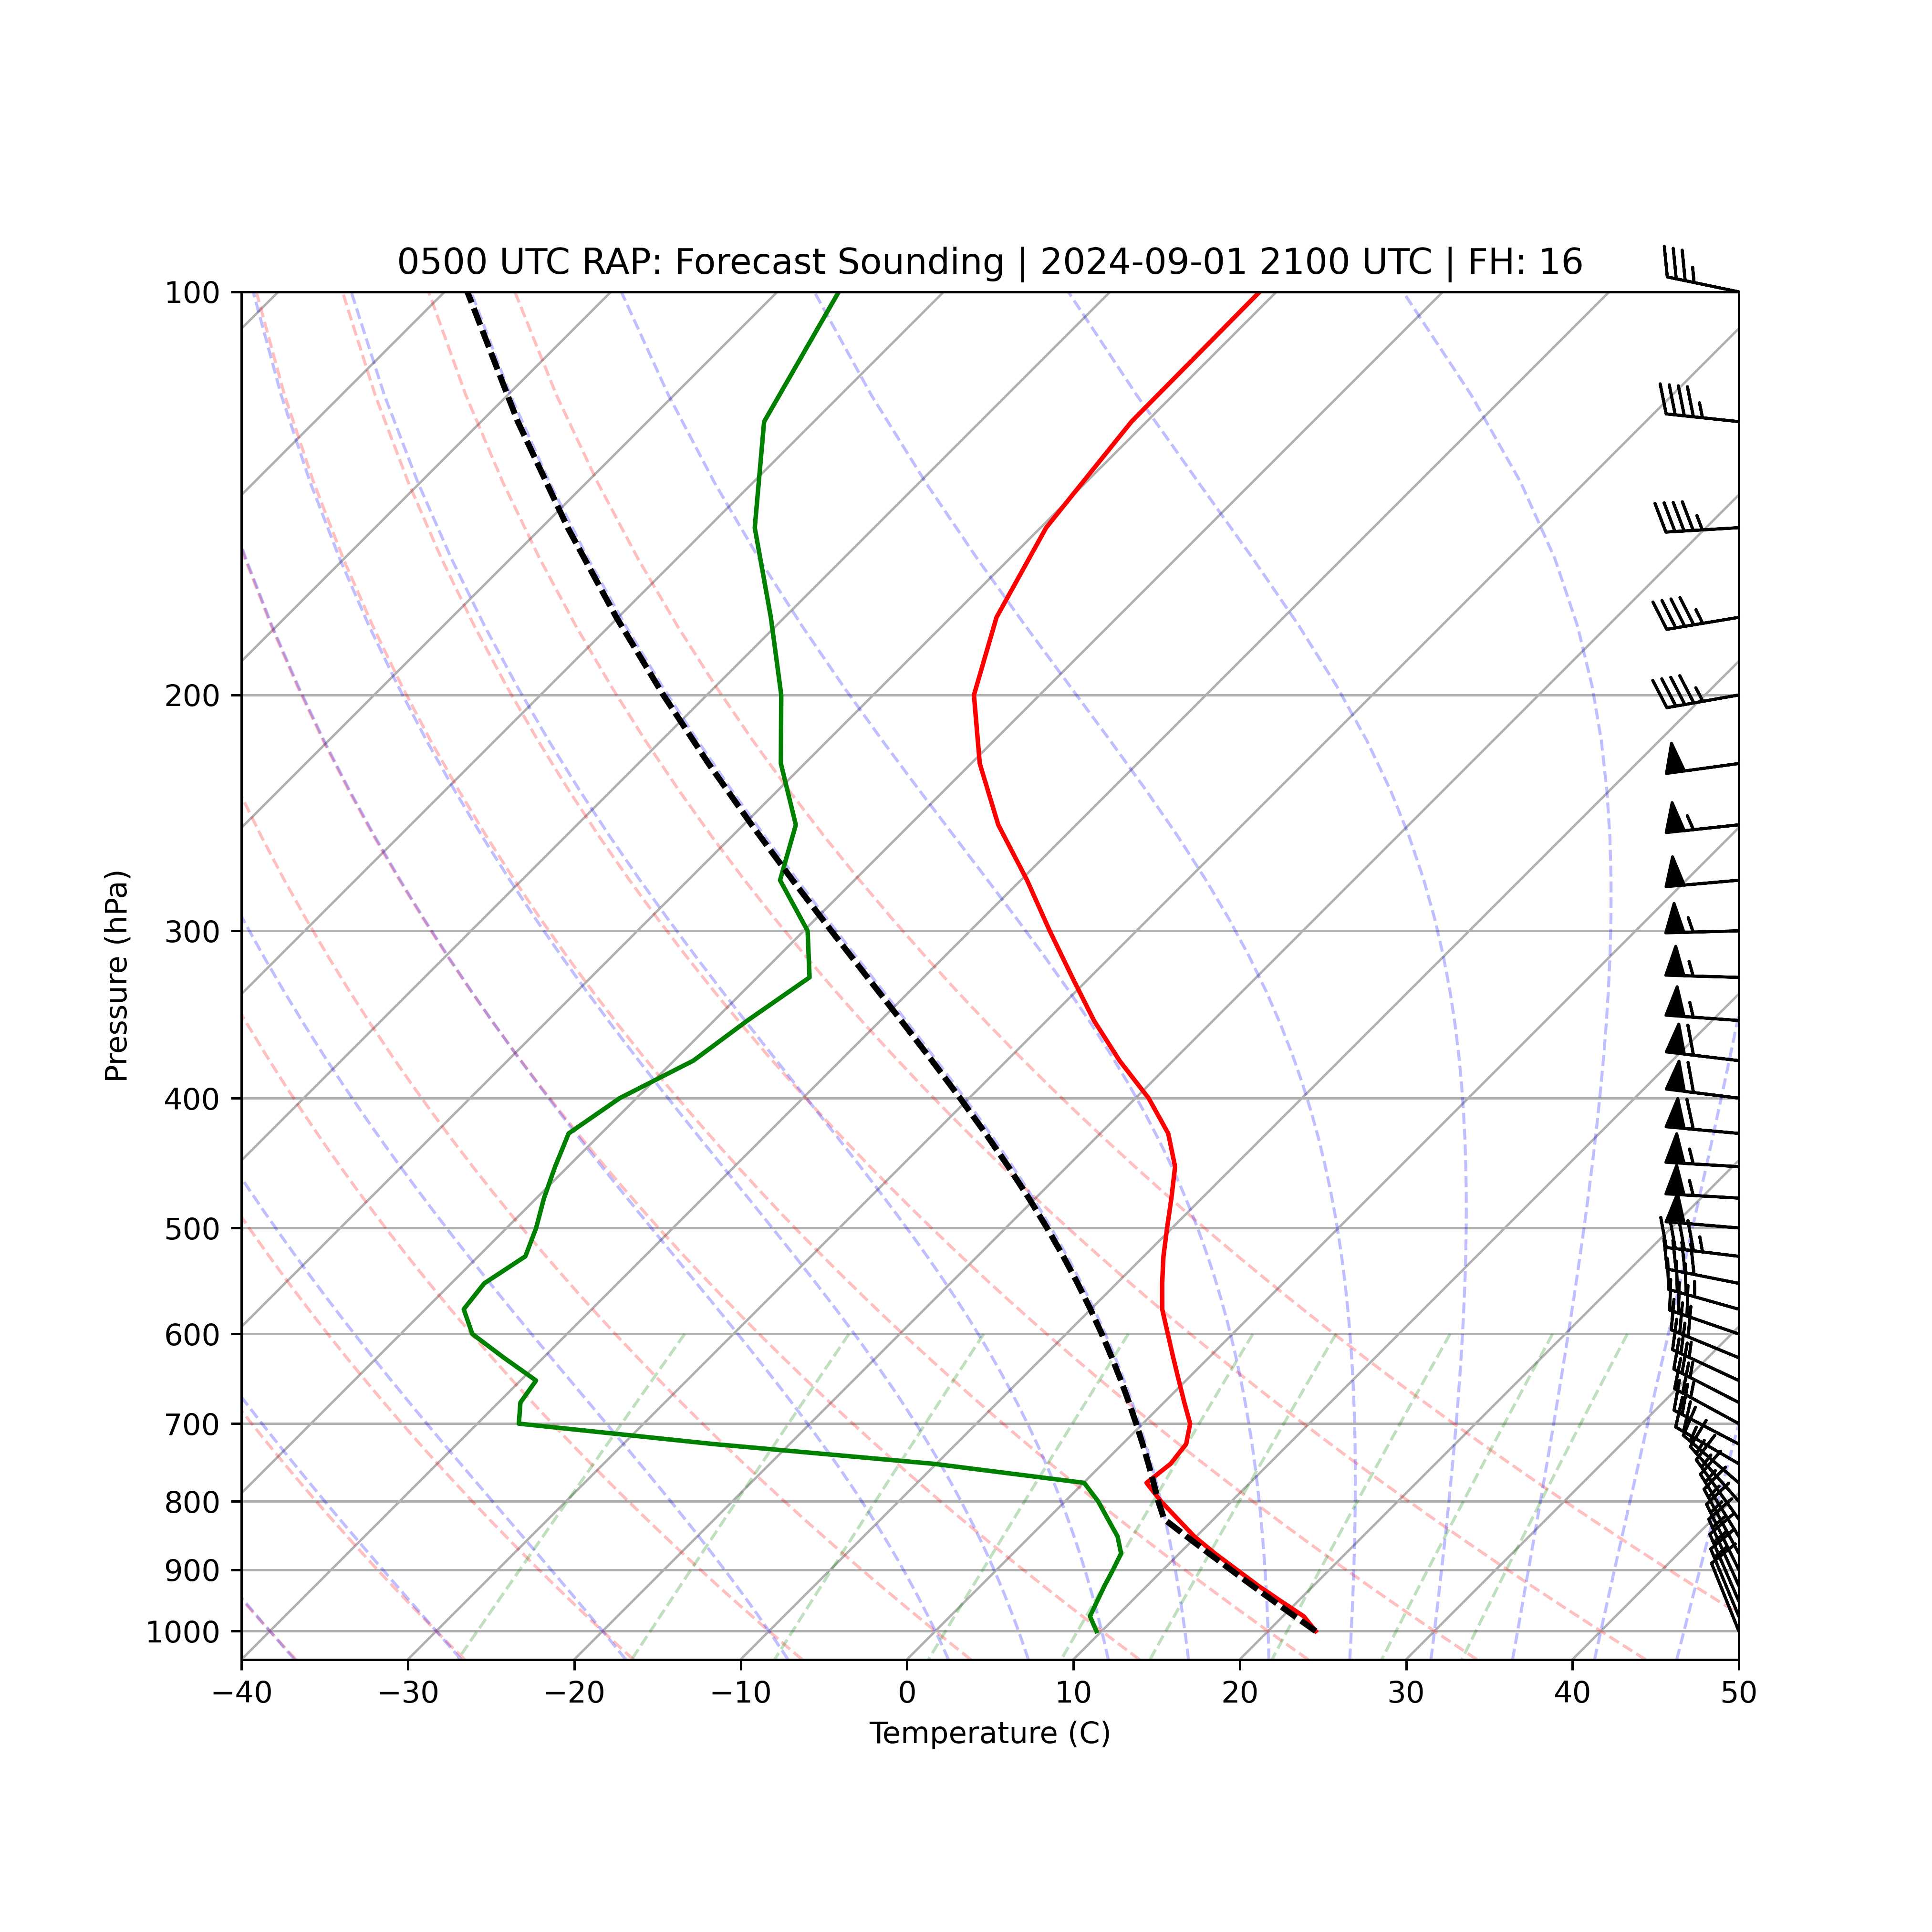 0500 UTC RAP: Forecast Sounding | 2024-09-01 2100 UTC | FH: 16
100
200
300
400
500
600
700
800
900
1000
Pressure (hPa)
−40 −30 −20 −10 0 10 20 30 40 50
Temperature (C)